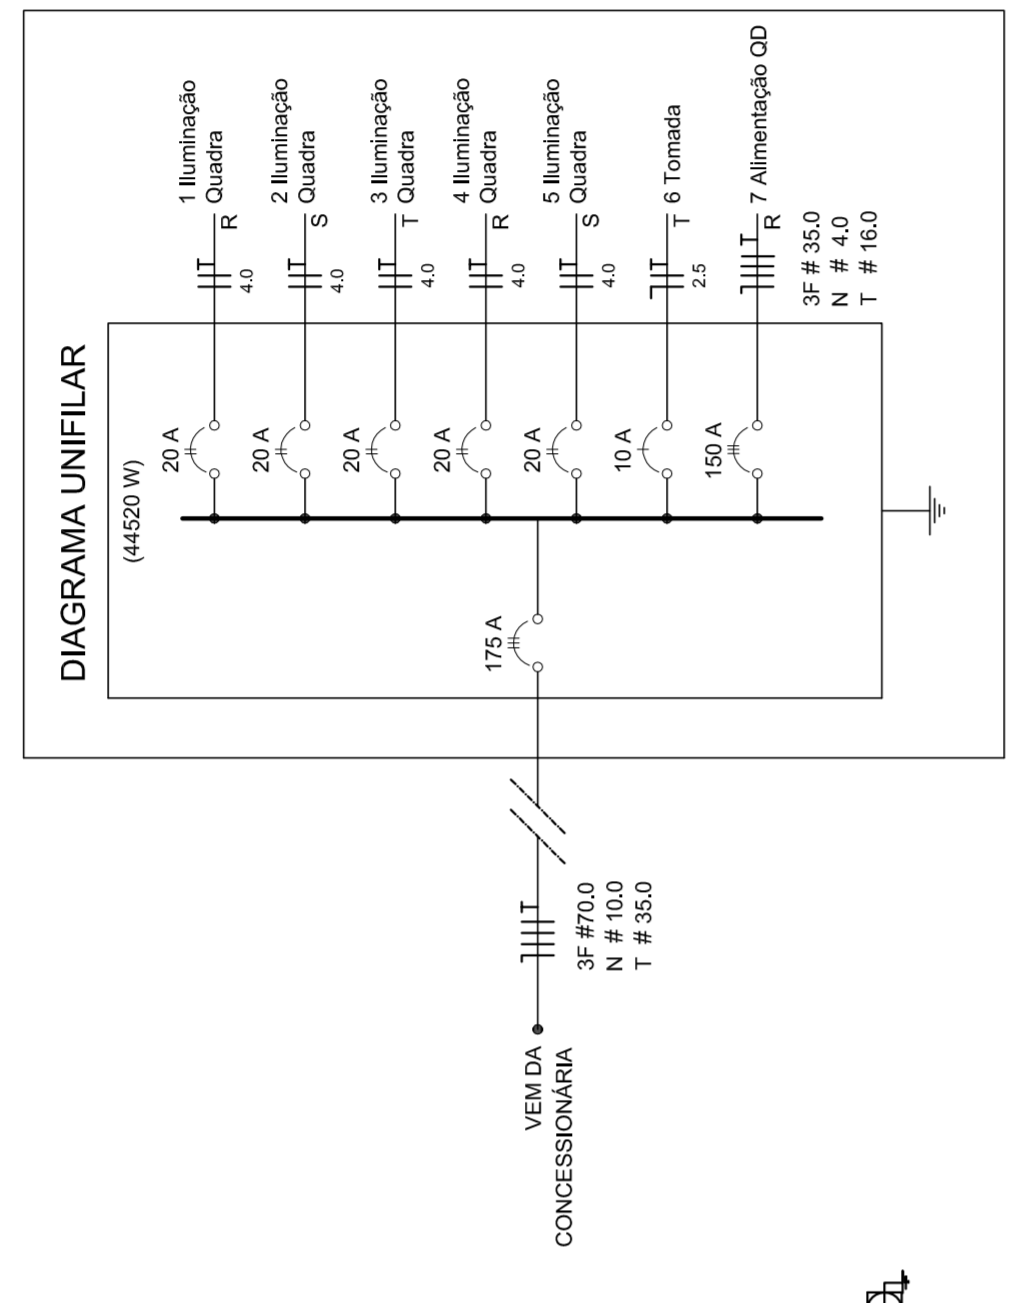 DIAGRAMA UNIFILAR
(44520 W)
20 A
4.0
R
1 Iluminação
Quadra
20 A
4.0
S
2 Iluminação
Quadra
20 A
4.0
T
3 Iluminação
Quadra
20 A
4.0
R
4 Iluminação
Quadra
20 A
4.0
S
5 Iluminação
Quadra
10 A
2.5
T
6 Tomada
150 A
R
7 Alimentação QD
3F # 35.0
N # 4.0
T # 16.0
175 A
3F #70.0
N # 10.0
T # 35.0
VEM DA
CONCESSIONÁRIA